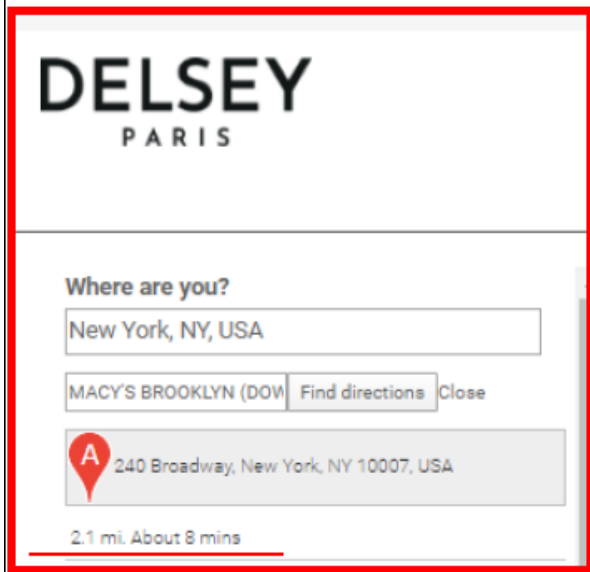 DELSEY
PARIS
Where are you?
New York, NY, USA
MACY'S BROOKLYN (DOW Find directions Close
A 240 Broadway, New York, NY 10007, USA
2.1 mi. About 8 mins